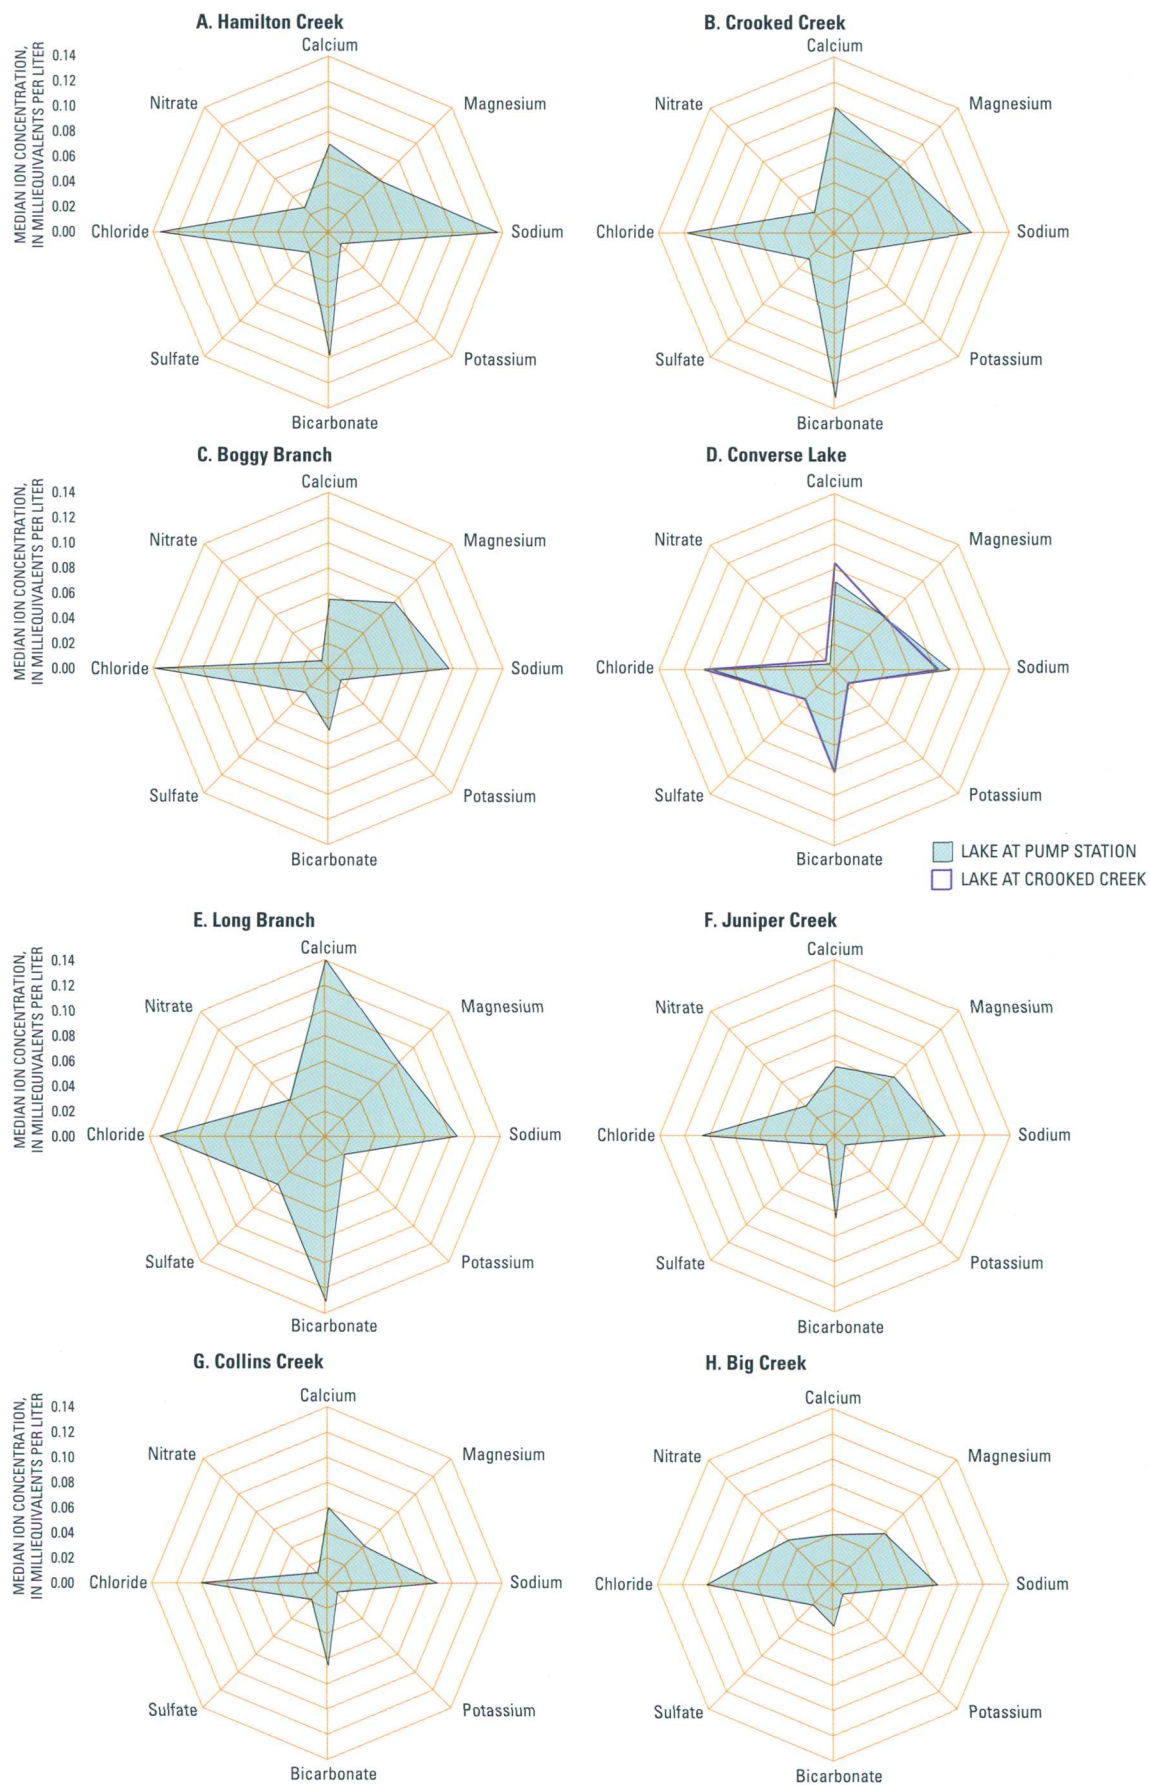 A. Hamilton Creek
MEDIAN ION CONCENTRATION,
IN MILLIEQUIVALENTS PER LITER
0.14
0.12
0.10
0.08
0.06
0.04
0.02
0.00
Calcium
Nitrate
Magnesium
Chloride
Sodium
Sulfate
Potassium
Bicarbonate
B. Crooked Creek
Calcium
Nitrate
Magnesium
Chloride
Sodium
Sulfate
Potassium
Bicarbonate
C. Boggy Branch
MEDIAN ION CONCENTRATION,
IN MILLIEQUIVALENTS PER LITER
0.14
0.12
0.10
0.08
0.06
0.04
0.02
0.00
Calcium
Nitrate
Magnesium
Chloride
Sodium
Sulfate
Potassium
Bicarbonate
D. Converse Lake
Calcium
Nitrate
Magnesium
Chloride
Sodium
Sulfate
Potassium
Bicarbonate
LAKE AT PUMP STATION
LAKE AT CROOKED CREEK
E. Long Branch
MEDIAN ION CONCENTRATION,
IN MILLIEQUIVALENTS PER LITER
0.14
0.12
0.10
0.08
0.06
0.04
0.02
0.00
Calcium
Nitrate
Magnesium
Chloride
Sodium
Sulfate
Potassium
Bicarbonate
F. Juniper Creek
Calcium
Nitrate
Magnesium
Chloride
Sodium
Sulfate
Potassium
Bicarbonate
G. Collins Creek
MEDIAN ION CONCENTRATION,
IN MILLIEQUIVALENTS PER LITER
0.14
0.12
0.10
0.08
0.06
0.04
0.02
0.00
Calcium
Nitrate
Magnesium
Chloride
Sodium
Sulfate
Potassium
Bicarbonate
H. Big Creek
Calcium
Nitrate
Magnesium
Chloride
Sodium
Sulfate
Potassium
Bicarbonate